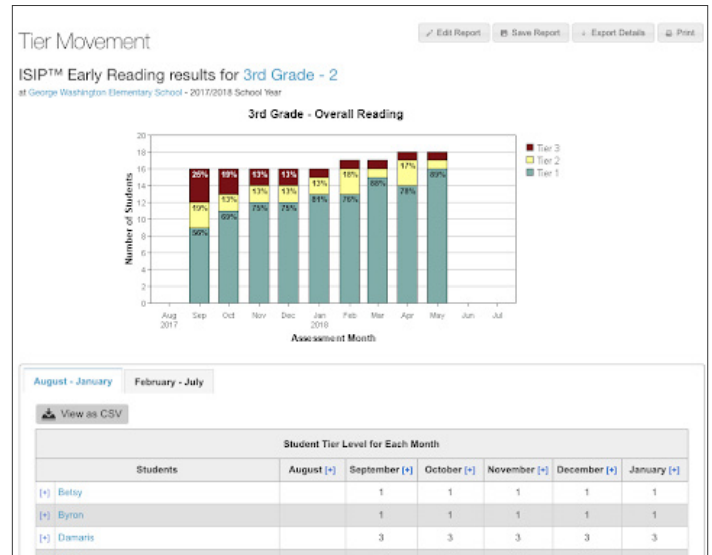 Tier Movement
Edit Report
Save Report
Export Details
Print
ISIP™ Early Reading results for 3rd Grade - 2
at George Washington Elementary School - 2017/2018 School Year
3rd Grade - Overall Reading
Number of Students
20
18
16
14
12
10
8
6
4
2
0
25% 19% 13% 13% 18% 17%
19% 13% 13% 13% 13%
56% 69% 75% 75% 81% 76% 88% 78% 89%
Tier 3
Tier 2
Tier 1
Aug Sep Oct Nov Dec Jan Feb Mar Apr May Jun Jul
2017 2018
Assessment Month
August - January February - July
View as CSV
Student Tier Level for Each Month
Students August [+] September [+] October [+] November [+] December [+] January [+]
[+] Betsy 1 1 1 1 1
[+] Byron 1 1 1 1 1
[+] Damaris 3 3 3 3 3